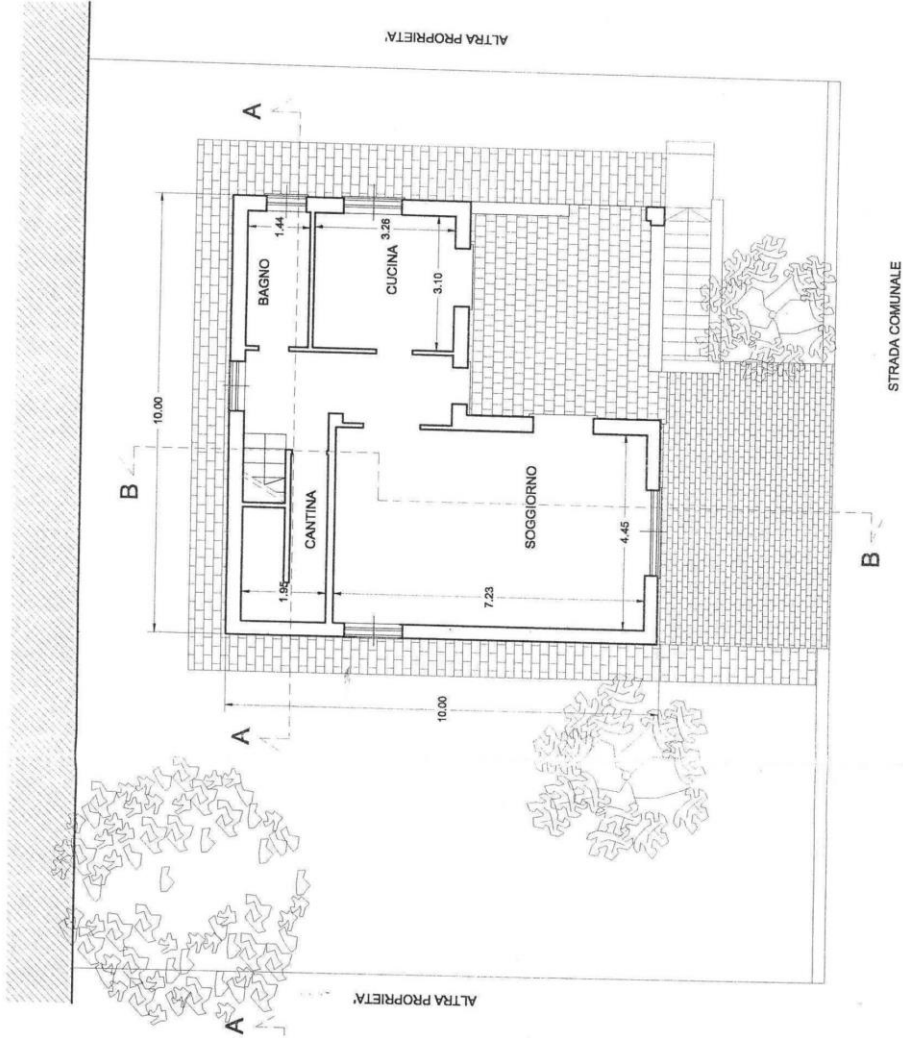 ALTRA PROPRIETA'
A
A
10.00
B
BAGNO
1.44
CUCINA
3.26
3.10
CANTINA
1.95
SOGGIORNO
7.23
4.45
10.00
A
B
STRADA COMUNALE
ALTRA PROPRIETA'